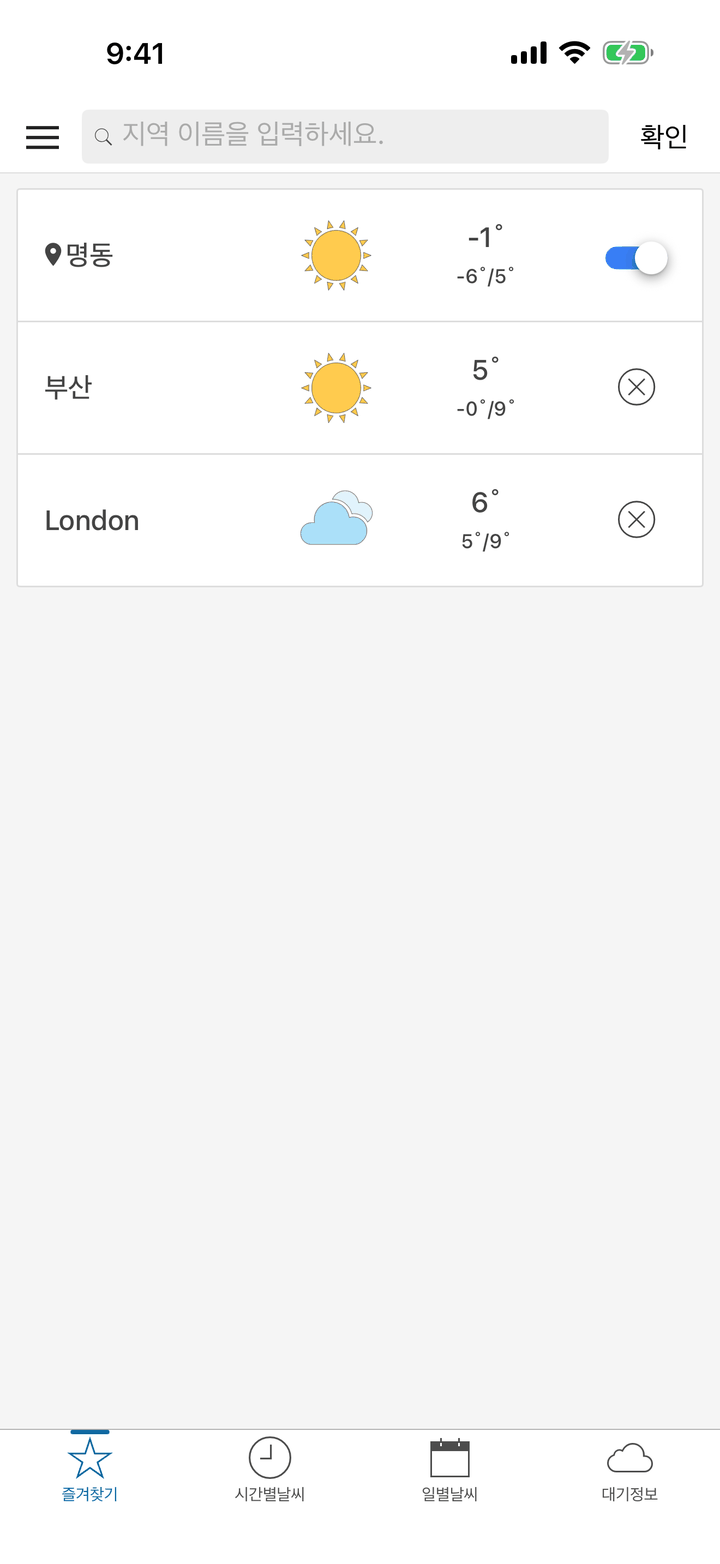 9:41
지역 이름을 입력하세요.
확인
명동
-1˚
-6˚/5˚
부산
5˚
-0˚/9˚
London
6˚
5˚/9˚
즐겨찾기
시간별날씨
일별날씨
대기정보